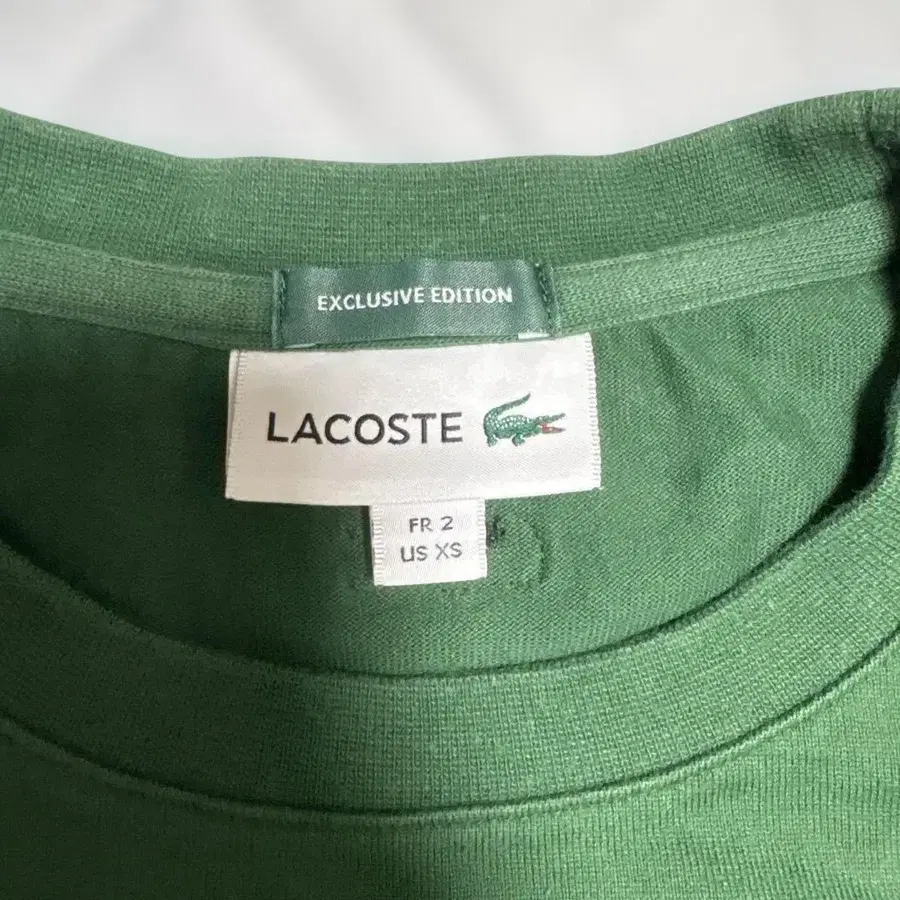 EXCLUSIVE EDITION
LACOSTE
FR 2
US XS